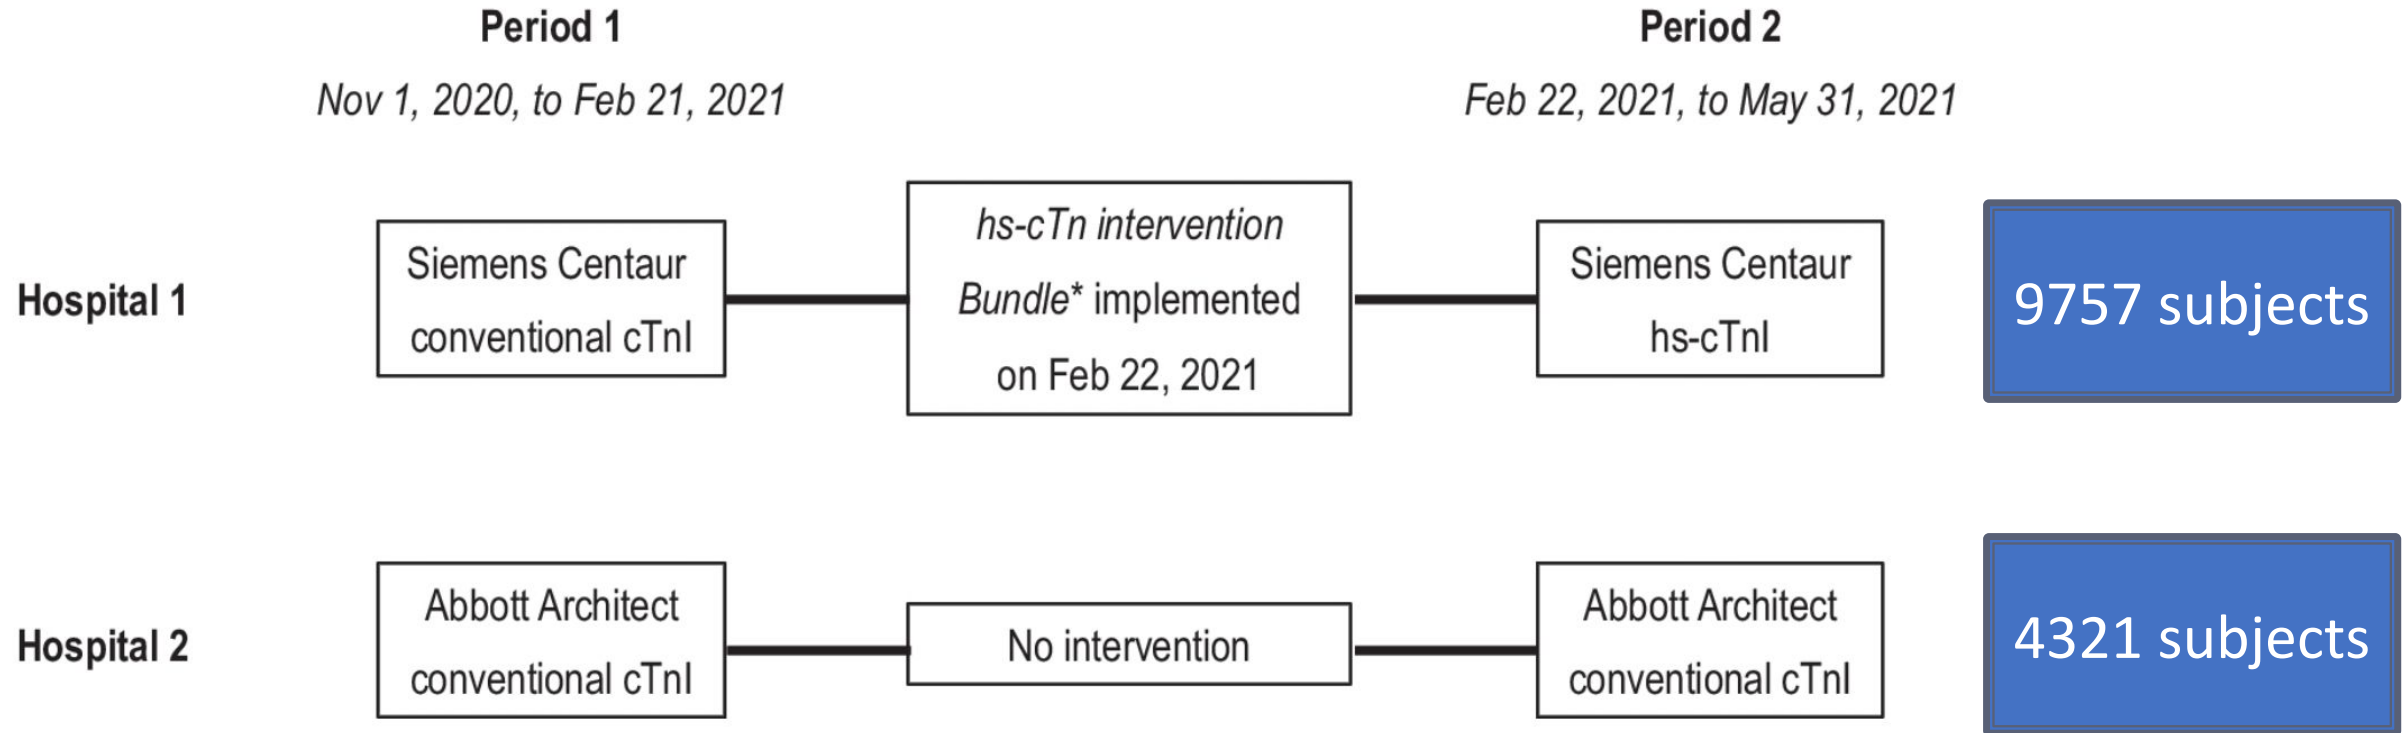 Period 1
Period 2
Nov 1, 2020, to Feb 21, 2021
Feb 22, 2021, to May 31, 2021
Hospital 1
Siemens Centaur
conventional cTnI
hs-cTn intervention
Bundle* implemented
on Feb 22, 2021
Siemens Centaur
hs-cTnI
9757 subjects
Hospital 2
Abbott Architect
conventional cTnI
No intervention
Abbott Architect
conventional cTnI
4321 subjects